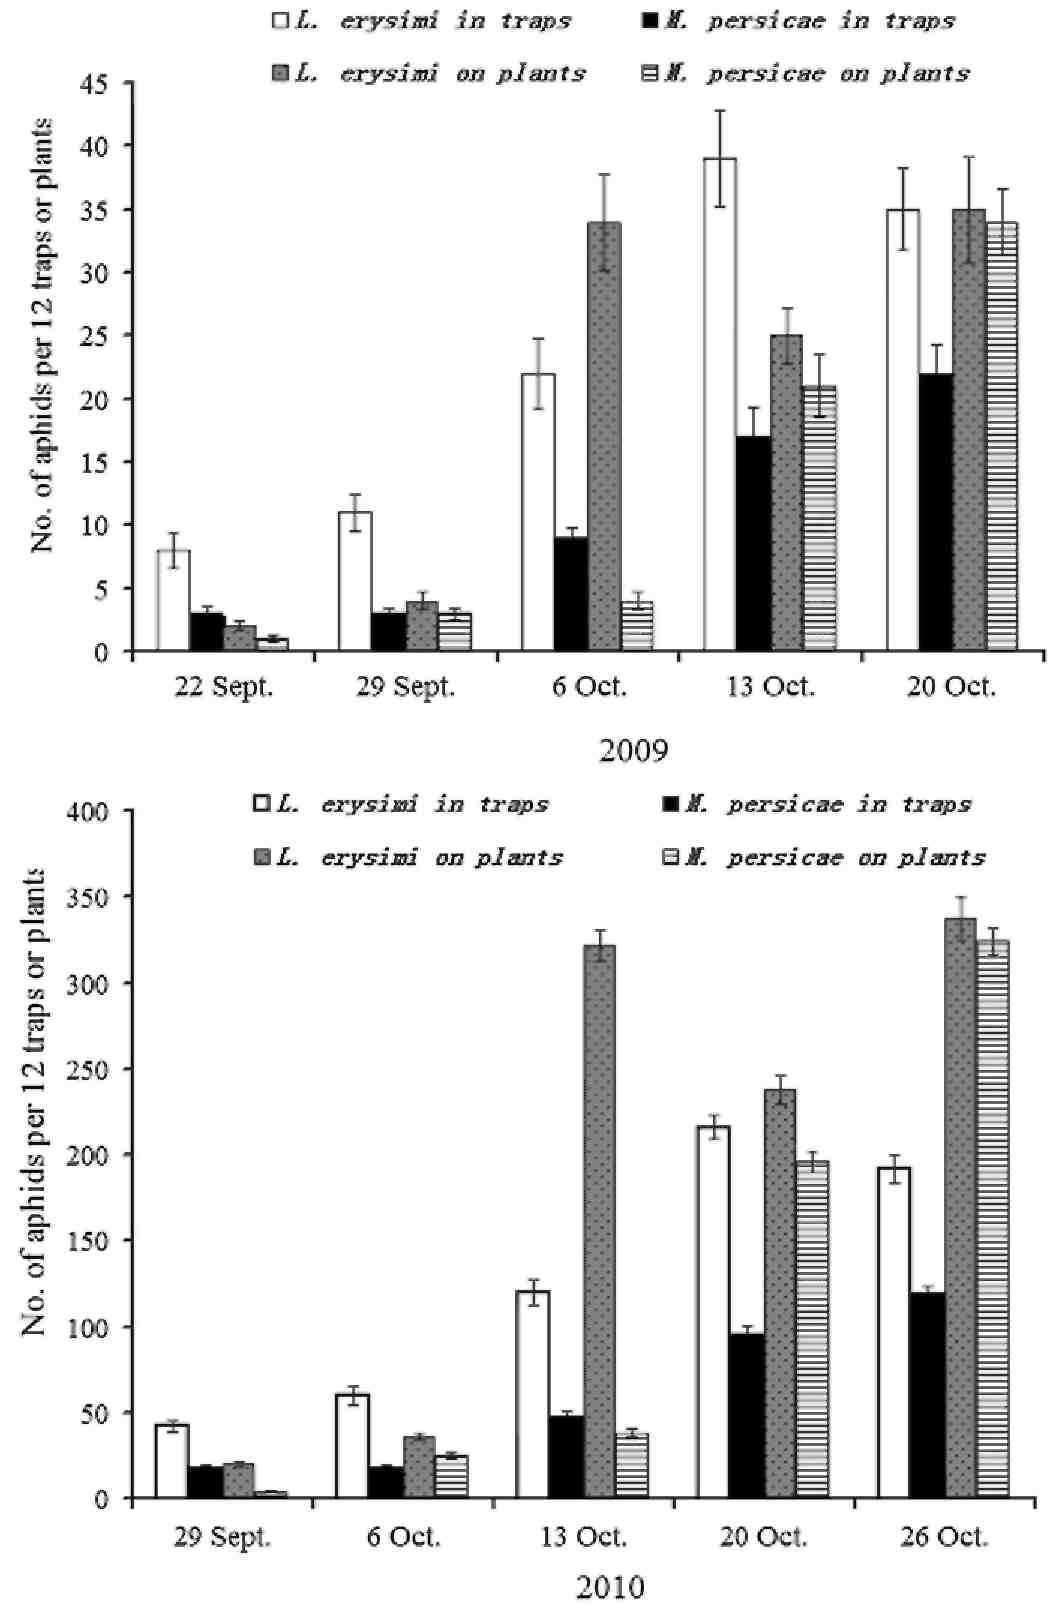 L. erysimi in traps M. persicae in traps
L. erysimi on plants M. persicae on plants
No. of aphids per 12 traps or plants
45
40
35
30
25
20
15
10
5
0
22 Sept. 29 Sept. 6 Oct. 13 Oct. 20 Oct.
2009
L. erysimi in traps M. persicae in traps
L. erysimi on plants M. persicae on plants
No. of aphids per 12 traps or plants
400
350
300
250
200
150
100
50
0
29 Sept. 6 Oct. 13 Oct. 20 Oct. 26 Oct.
2010